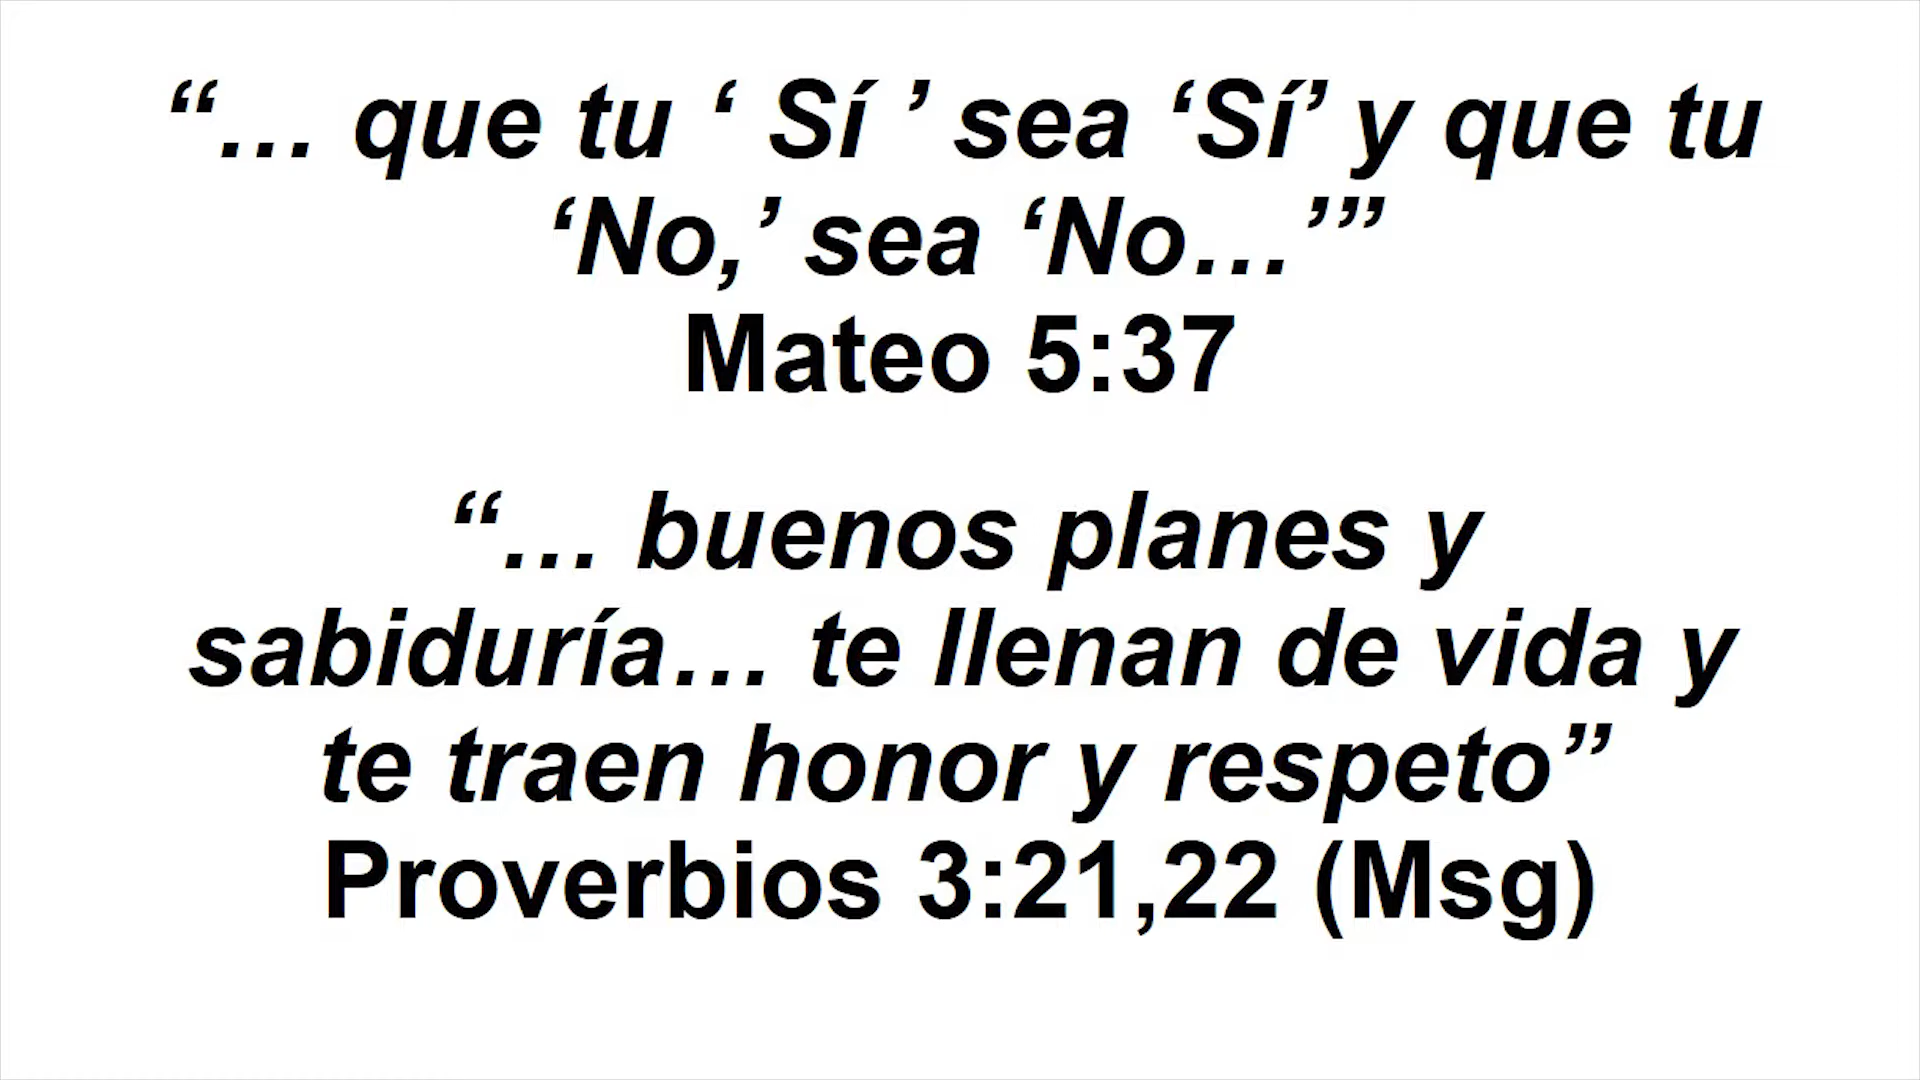 “… que tu ‘ Sí ’ sea ‘Sí’ y que tu
‘No,’ sea ‘No…’”
Mateo 5:37
“… buenos planes y
sabiduría… te llenan de vida y
te traen honor y respeto”
Proverbios 3:21,22 (Msg)